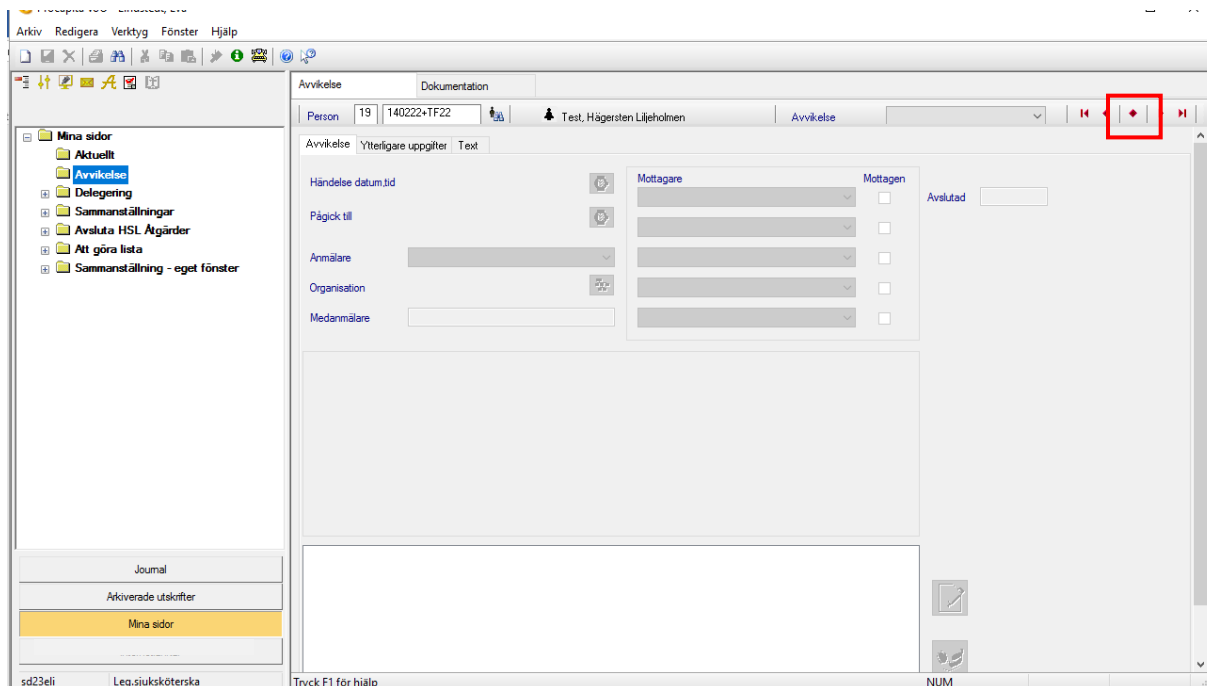 Arkiv Redigera Verktyg Fönster Hjälp
Avvikelse Dokumentation
Person 19 140222+TF22 Test, Hägersten Liljeholmen Avvikelse
Mina sidor
Aktuellt
Avvikelse
Delegering
Sammanställningar
Avsluta HSL Åtgärder
Att göra lista
Sammanställning - eget fönster
Avvikelse Ytterligare uppgifter Text
Händelse datum,tid
Pågick till
Anmälare
Organisation
Medanmälare
Mottagare Mottagen
Avslutad
Journal
Arkiverade utskrifter
Mina sidor
sd23eli Leg.sjuksköterska Tryck F1 för hjälp NUM